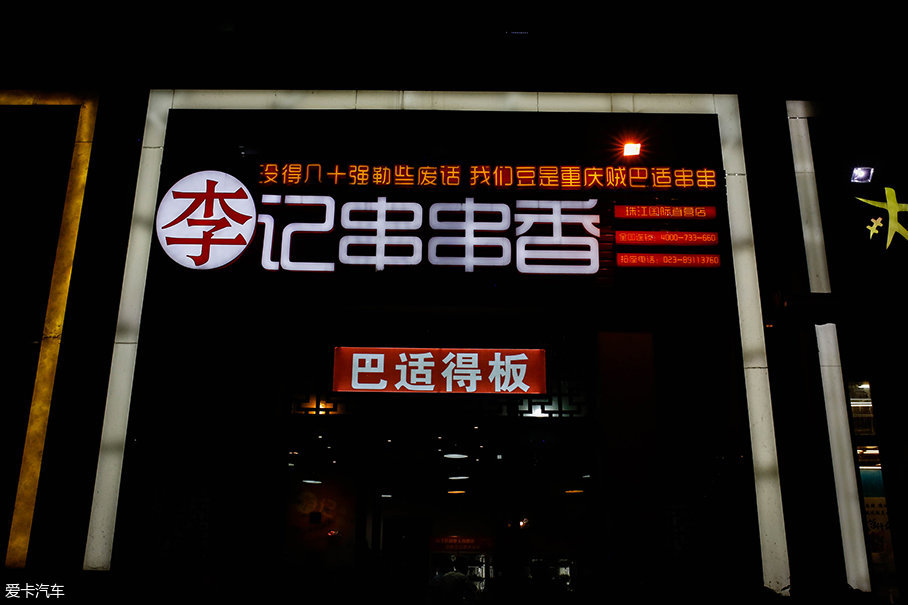 没得几十强勒些废话 我们豆是重庆贼巴适串串
李记串串香
珠江国际直营店
全国连锁：4000-733-660
招座电话：023-89113760
巴适得板
爱卡汽车